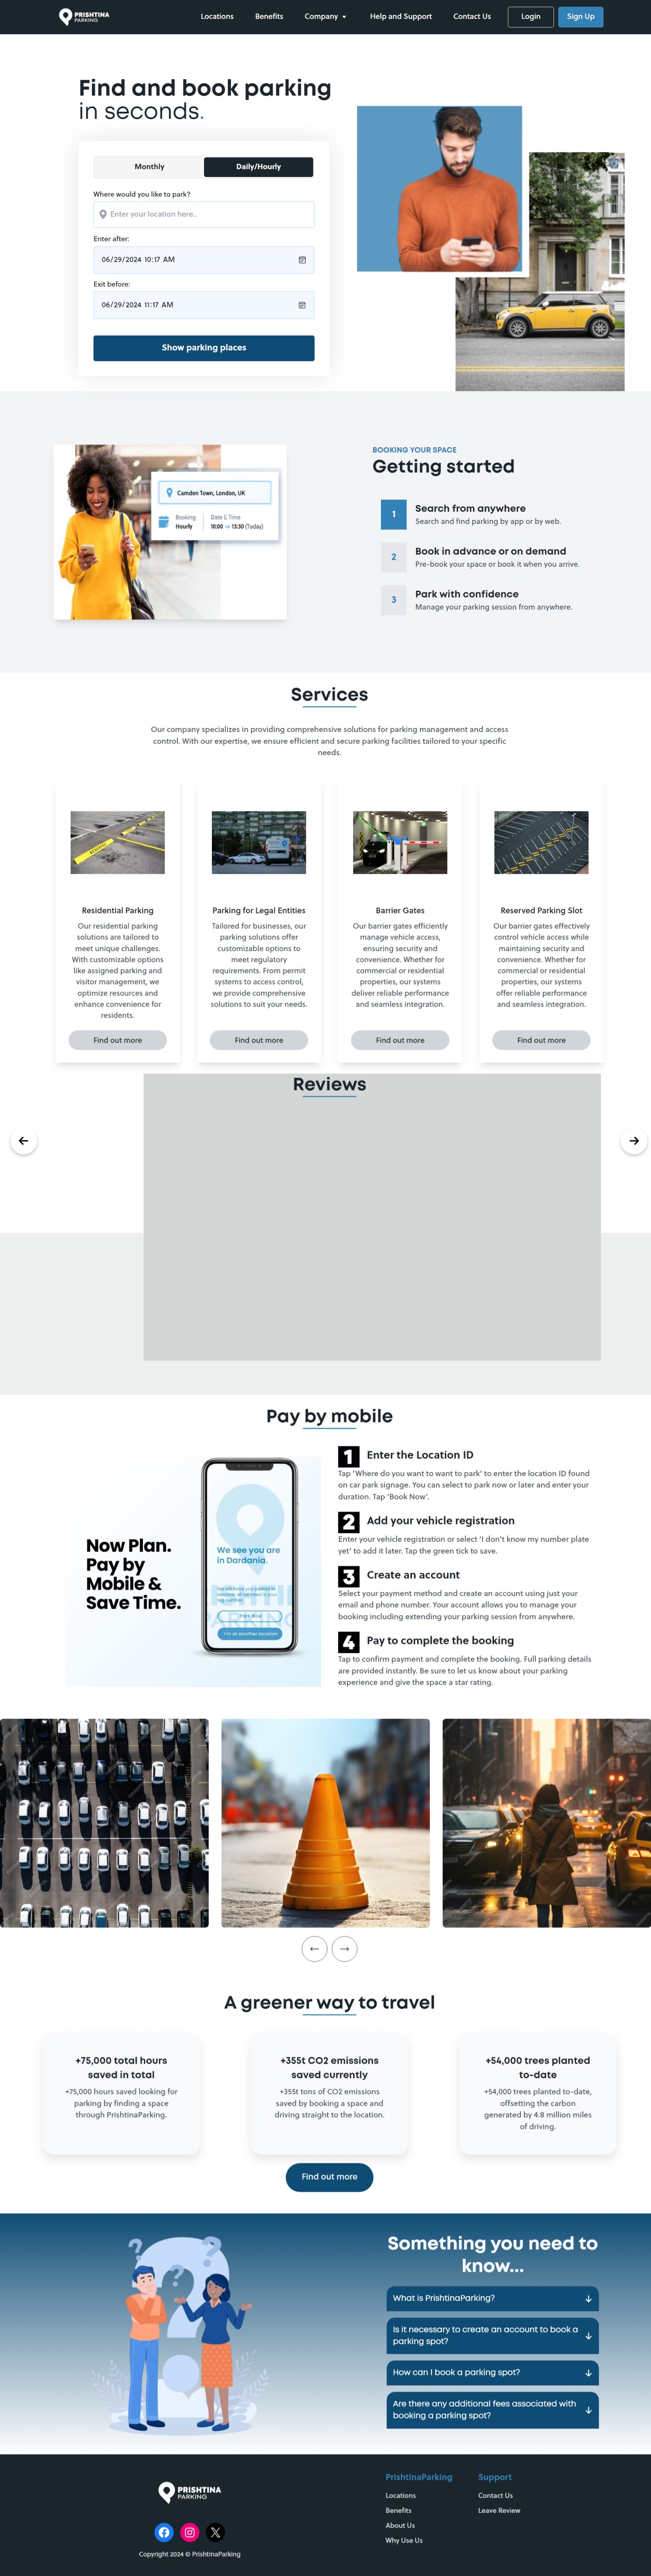 PRISHTINA
PARKING
Locations
Benefits
Company
Help and Support
Contact Us
Login
Sign Up
Find and book parking
in seconds.
Monthly
Daily/Hourly
Where would you like to park?
Enter your location here..
Enter after:
06/29/2024 10:17 AM
Exit before:
06/29/2024 11:17 AM
Show parking places
Camden Town, London, UK
Booking
Hourly
Date & Time
10:00 → 13:30 (Today)
BOOKING YOUR SPACE
Getting started
1
Search from anywhere
Search and find parking by app or by web.
2
Book in advance or on demand
Pre-book your space or book it when you arrive.
3
Park with confidence
Manage your parking session from anywhere.
Services
Our company specializes in providing comprehensive solutions for parking management and access
control. With our expertise, we ensure efficient and secure parking facilities tailored to your specific
needs.
Residential Parking
Our residential parking
solutions are tailored to
meet unique challenges.
With customizable options
like assigned parking and
visitor management, we
optimize resources and
enhance convenience for
residents.
Find out more
Parking for Legal Entities
Tailored for businesses, our
parking solutions offer
customizable options to
meet regulatory
requirements. From permit
systems to access control,
we provide comprehensive
solutions to suit your needs.
Find out more
Barrier Gates
Our barrier gates efficiently
manage vehicle access,
ensuring security and
convenience. Whether for
commercial or residential
properties, our systems
deliver reliable performance
and seamless integration.
Find out more
Reserved Parking Slot
Our barrier gates effectively
control vehicle access while
maintaining security and
convenience. Whether for
commercial or residential
properties, our systems
offer reliable performance
and seamless integration.
Find out more
Reviews
Pay by mobile
Now Plan.
Pay by
Mobile &
Save Time.
We see you are
in Dardania.
Park Now
I'm at another location
1
Enter the Location ID
Tap 'Where do you want to want to park' to enter the location ID found
on car park signage. You can select to park now or later and enter your
duration. Tap 'Book Now'.
2
Add your vehicle registration
Enter your vehicle registration or select 'I don't know my number plate
yet' to add it later. Tap the green tick to save.
3
Create an account
Select your payment method and create an account using just your
email and phone number. Your account allows you to manage your
booking including extending your parking session from anywhere.
4
Pay to complete the booking
Tap to confirm payment and complete the booking. Full parking details
are provided instantly. Be sure to let us know about your parking
experience and give the space a star rating.
A greener way to travel
+75,000 total hours
saved in total
+75,000 hours saved looking for
parking by finding a space
through PrishtinaParking.
+355t CO2 emissions
saved currently
+355t tons of CO2 emissions
saved by booking a space and
driving straight to the location.
+54,000 trees planted
to-date
+54,000 trees planted to-date,
offsetting the carbon
generated by 4.8 million miles
of driving.
Find out more
Something you need to
know...
What is PrishtinaParking?
Is it necessary to create an account to book a
parking spot?
How can I book a parking spot?
Are there any additional fees associated with
booking a parking spot?
PRISHTINA
PARKING
Copyright 2024 © PrishtinaParking
PrishtinaParking
Locations
Benefits
About Us
Why Use Us
Support
Contact Us
Leave Review